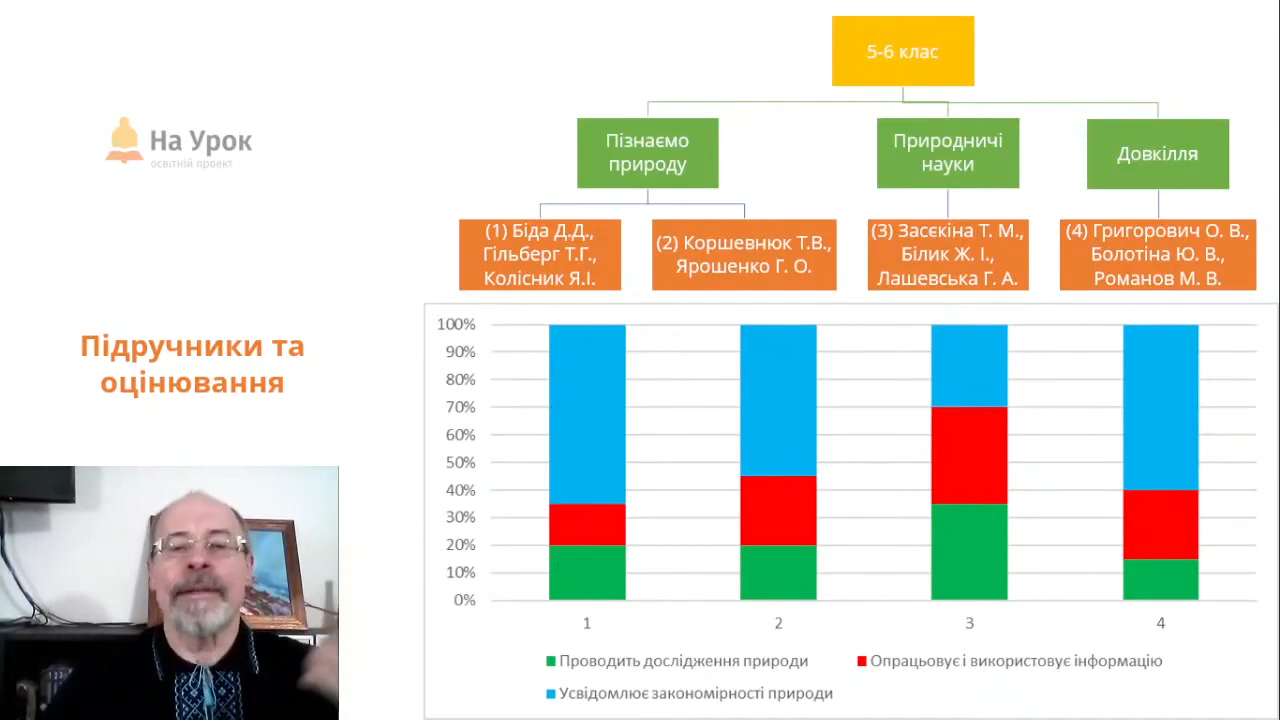 5-6 клас
На Урок
освітній проект
Пізнаємо
природу
Природничі
науки
Довкілля
(1) Біда Д.Д.,
Гільберг Т.Г.,
Колісник Я.І.
(2) Коршевнюк Т.В.,
Ярошенко Г. О.
(3) Засєкіна Т. М.,
Білик Ж. І.,
Лашевська Г. А.
(4) Григорович О. В.,
Болотіна Ю. В.,
Романов М. В.
Підручники та
оцінювання
100%
90%
80%
70%
60%
50%
40%
30%
20%
10%
0%
1
2
3
4
Проводить дослідження природи
Опрацьовує і використовує інформацію
Усвідомлює закономірності природи